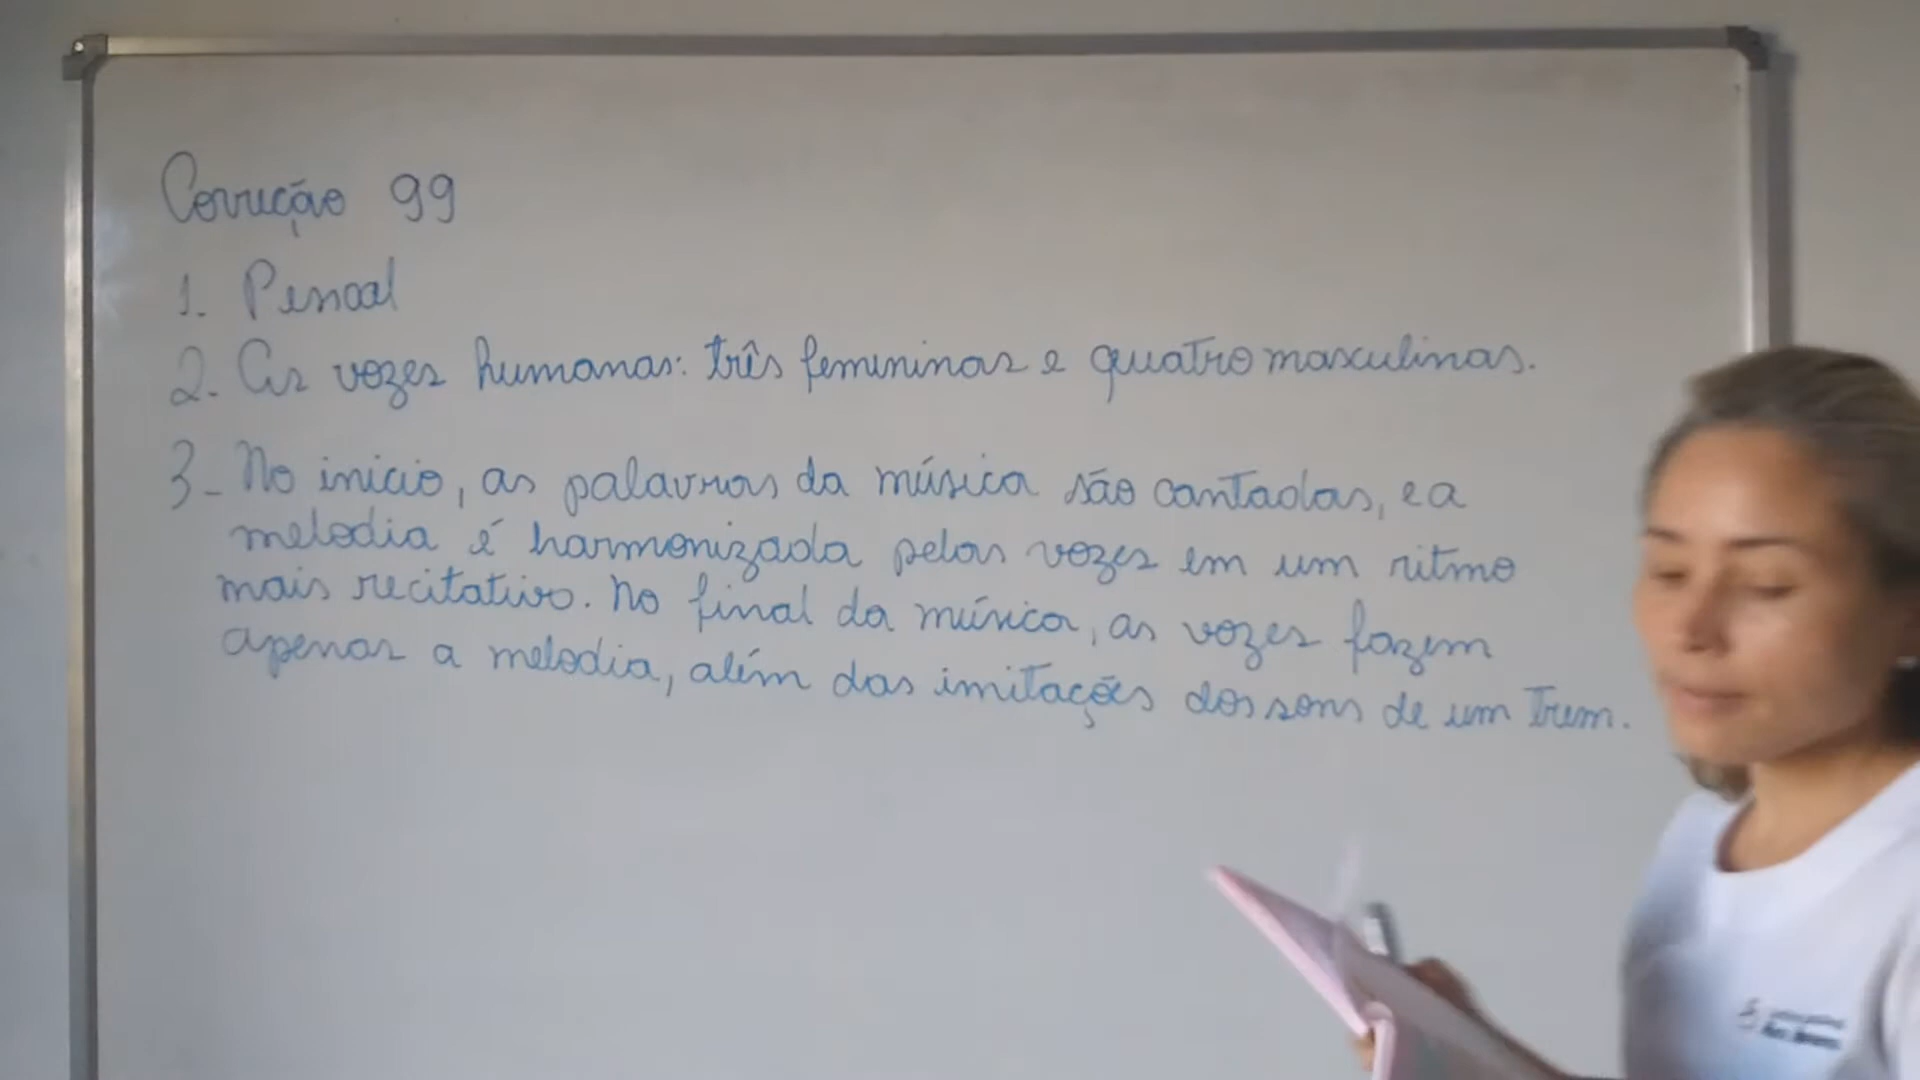 Correção 99
1. Pessoal
2. As vozes humanas: três femininas e quatro masculinas.
3- No inicio, as palavras da música são cantadas, e a
melodia é harmonizada pelas vozes em um ritmo
mais recitativo. No final da música, as vozes fazem
apenas a melodia, além das imitações dos sons de um trem.